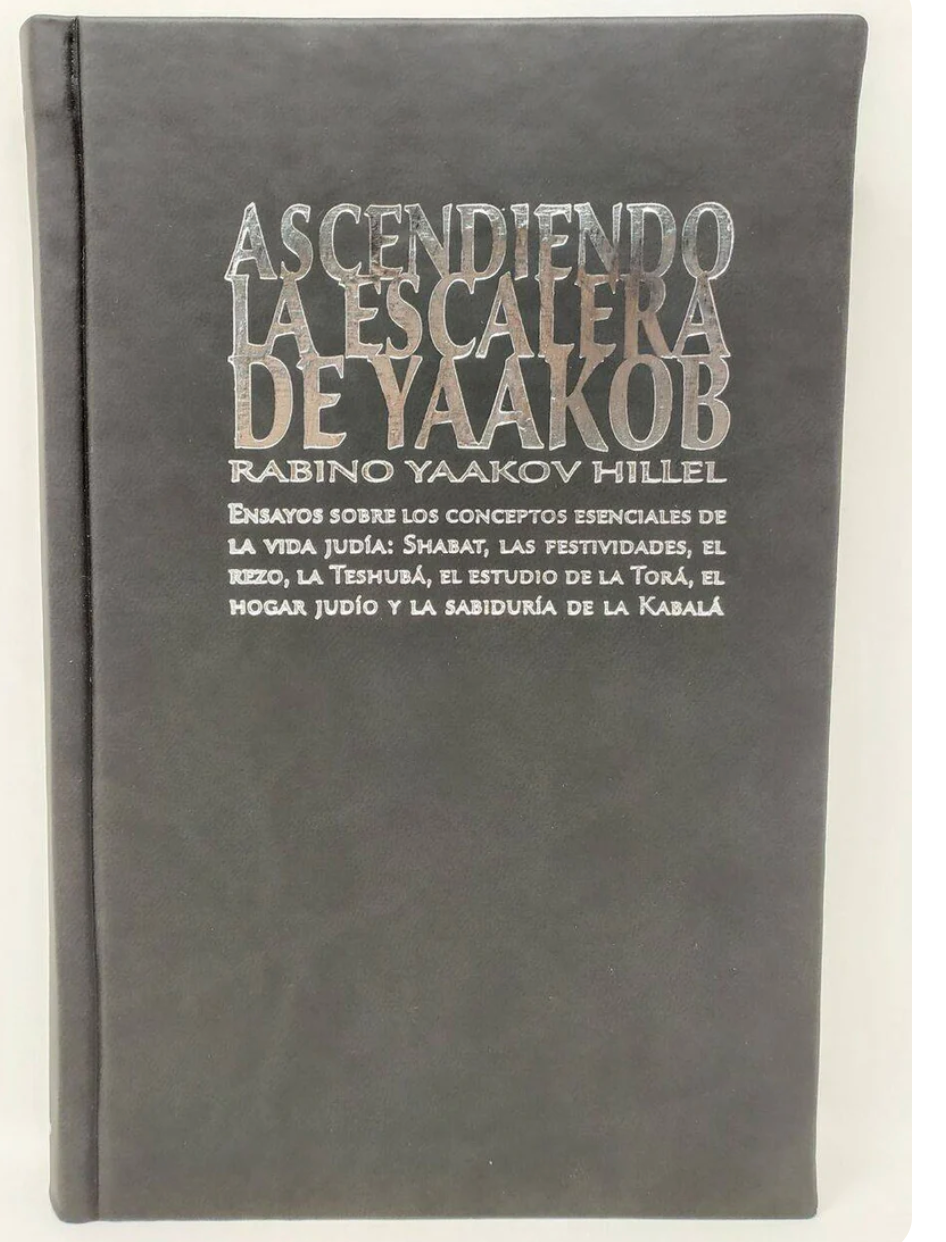 ASCENDIENDO
LA ESCALERA
DE YAAKOB
RABINO YAAKOV HILLEL
ENSAYOS SOBRE LOS CONCEPTOS ESENCIALES DE
LA VIDA JUDÍA: SHABAT, LAS FESTIVIDADES, EL
REZO, LA TESHUBÁ, EL ESTUDIO DE LA TORÁ, EL
HOGAR JUDÍO Y LA SABIDURÍA DE LA KABALÁ